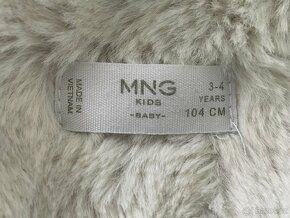 MADE IN
VIETNAM
MNG
KIDS
-BABY-
3-4
YEARS
104 CM